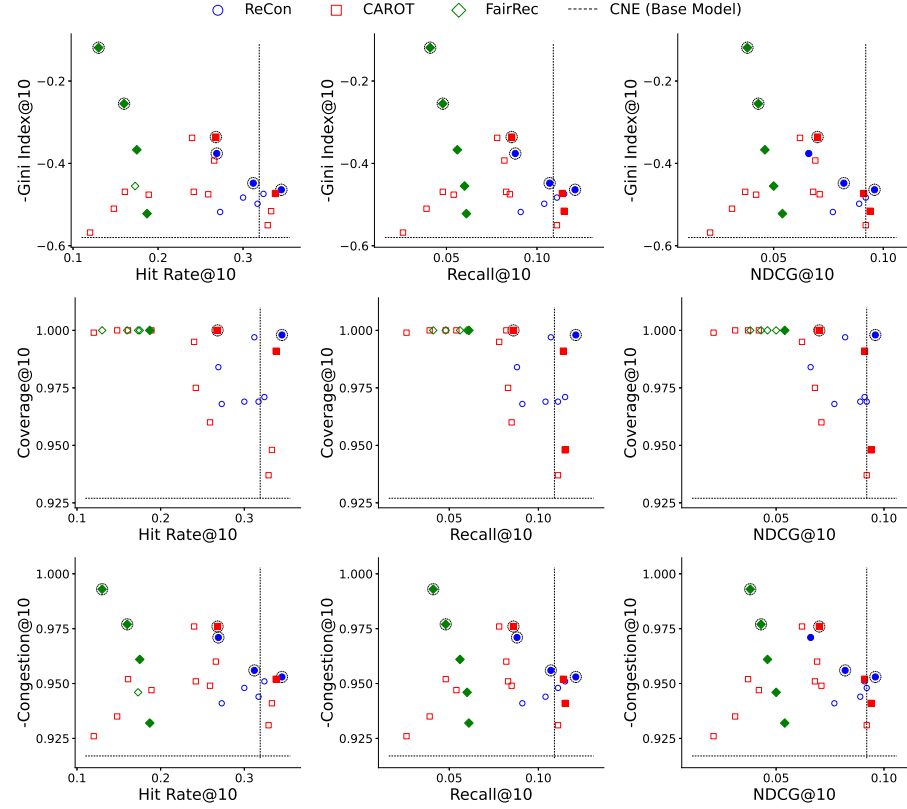 ReCon CAROT FairRec CNE (Base Model)
-Gini Index@10 -Gini Index@10 -Gini Index@10
−0.2 −0.2 −0.2
−0.4 −0.4 −0.4
−0.6 −0.6 −0.6
0.1 0.2 0.3 0.05 0.10 0.05 0.10
Hit Rate@10 Recall@10 NDCG@10
Coverage@10 Coverage@10 Coverage@10
1.000 1.000 1.000
0.975 0.975 0.975
0.950 0.950 0.950
0.925 0.925 0.925
0.1 0.2 0.3 0.05 0.10 0.05 0.10
Hit Rate@10 Recall@10 NDCG@10
-Congestion@10 -Congestion@10 -Congestion@10
1.000 1.000 1.000
0.975 0.975 0.975
0.950 0.950 0.950
0.925 0.925 0.925
0.1 0.2 0.3 0.05 0.10 0.05 0.10
Hit Rate@10 Recall@10 NDCG@10